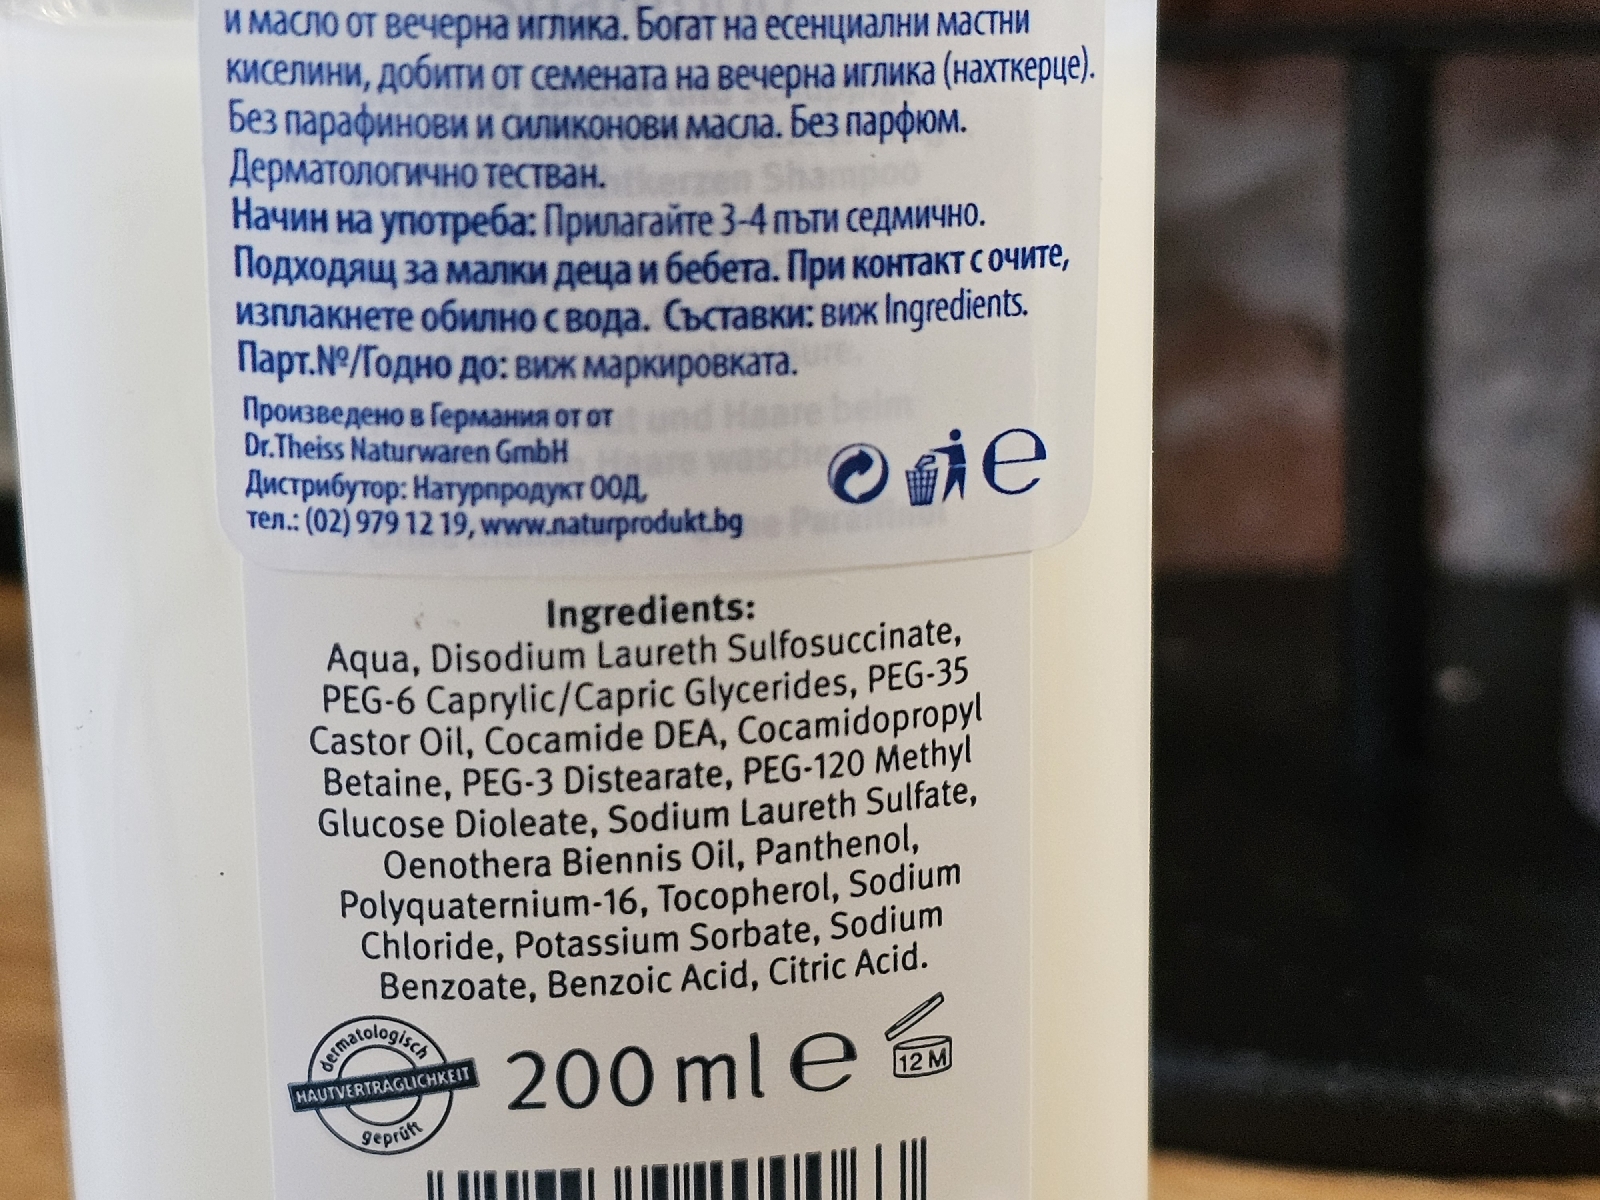 и масло от вечерна иглика. Богат на есенциални мастни
киселини, добити от семената на вечерна иглика (нахткерце).
Без парафинови и силиконови масла. Без парфюм.
Дерматологично тестван.
Начин на употреба: Прилагайте 3-4 пъти седмично.
Подходящ за малки деца и бебета. При контакт с очите,
изплакнете обилно с вода. Съставки: виж Ingredients.
Парт.№/Годно до: виж маркировката.
Произведено в Германия от от
Dr.Theiss Naturwaren GmbH
Дистрибутор: Натурпродукт ООД,
тел.: (02) 979 12 19, www.naturprodukt.bg
e
Ingredients:
Aqua, Disodium Laureth Sulfosuccinate,
PEG-6 Caprylic/Capric Glycerides, PEG-35
Castor Oil, Cocamide DEA, Cocamidopropyl
Betaine, PEG-3 Distearate, PEG-120 Methyl
Glucose Dioleate, Sodium Laureth Sulfate,
Oenothera Biennis Oil, Panthenol,
Polyquaternium-16, Tocopherol, Sodium
Chloride, Potassium Sorbate, Sodium
Benzoate, Benzoic Acid, Citric Acid.
dermatologisch
HAUTVERTRÄGLICHKEIT
geprüft
200 ml e
12 M